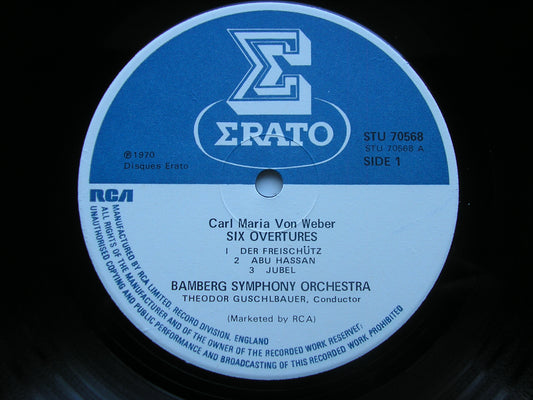 Σ
ΣRATO
STU 70568
STU 70568 A
SIDE 1
℗ 1970
Disques Erato
RCA
Carl Maria Von Weber
SIX OVERTURES
1 DER FREISCHÜTZ
2 ABU HASSAN
3 JUBEL
BAMBERG SYMPHONY ORCHESTRA
THEODOR GUSCHLBAUER, Conductor
(Marketed by RCA)
MANUFACTURED BY RCA LIMITED, RECORD DIVISION, ENGLAND
ALL RIGHTS OF THE MANUFACTURER AND OF THE OWNER OF THE RECORDED WORK RESERVED
UNAUTHORISED COPYING AND PUBLIC PERFORMANCE AND BROADCASTING OF THIS RECORDED WORK PROHIBITED